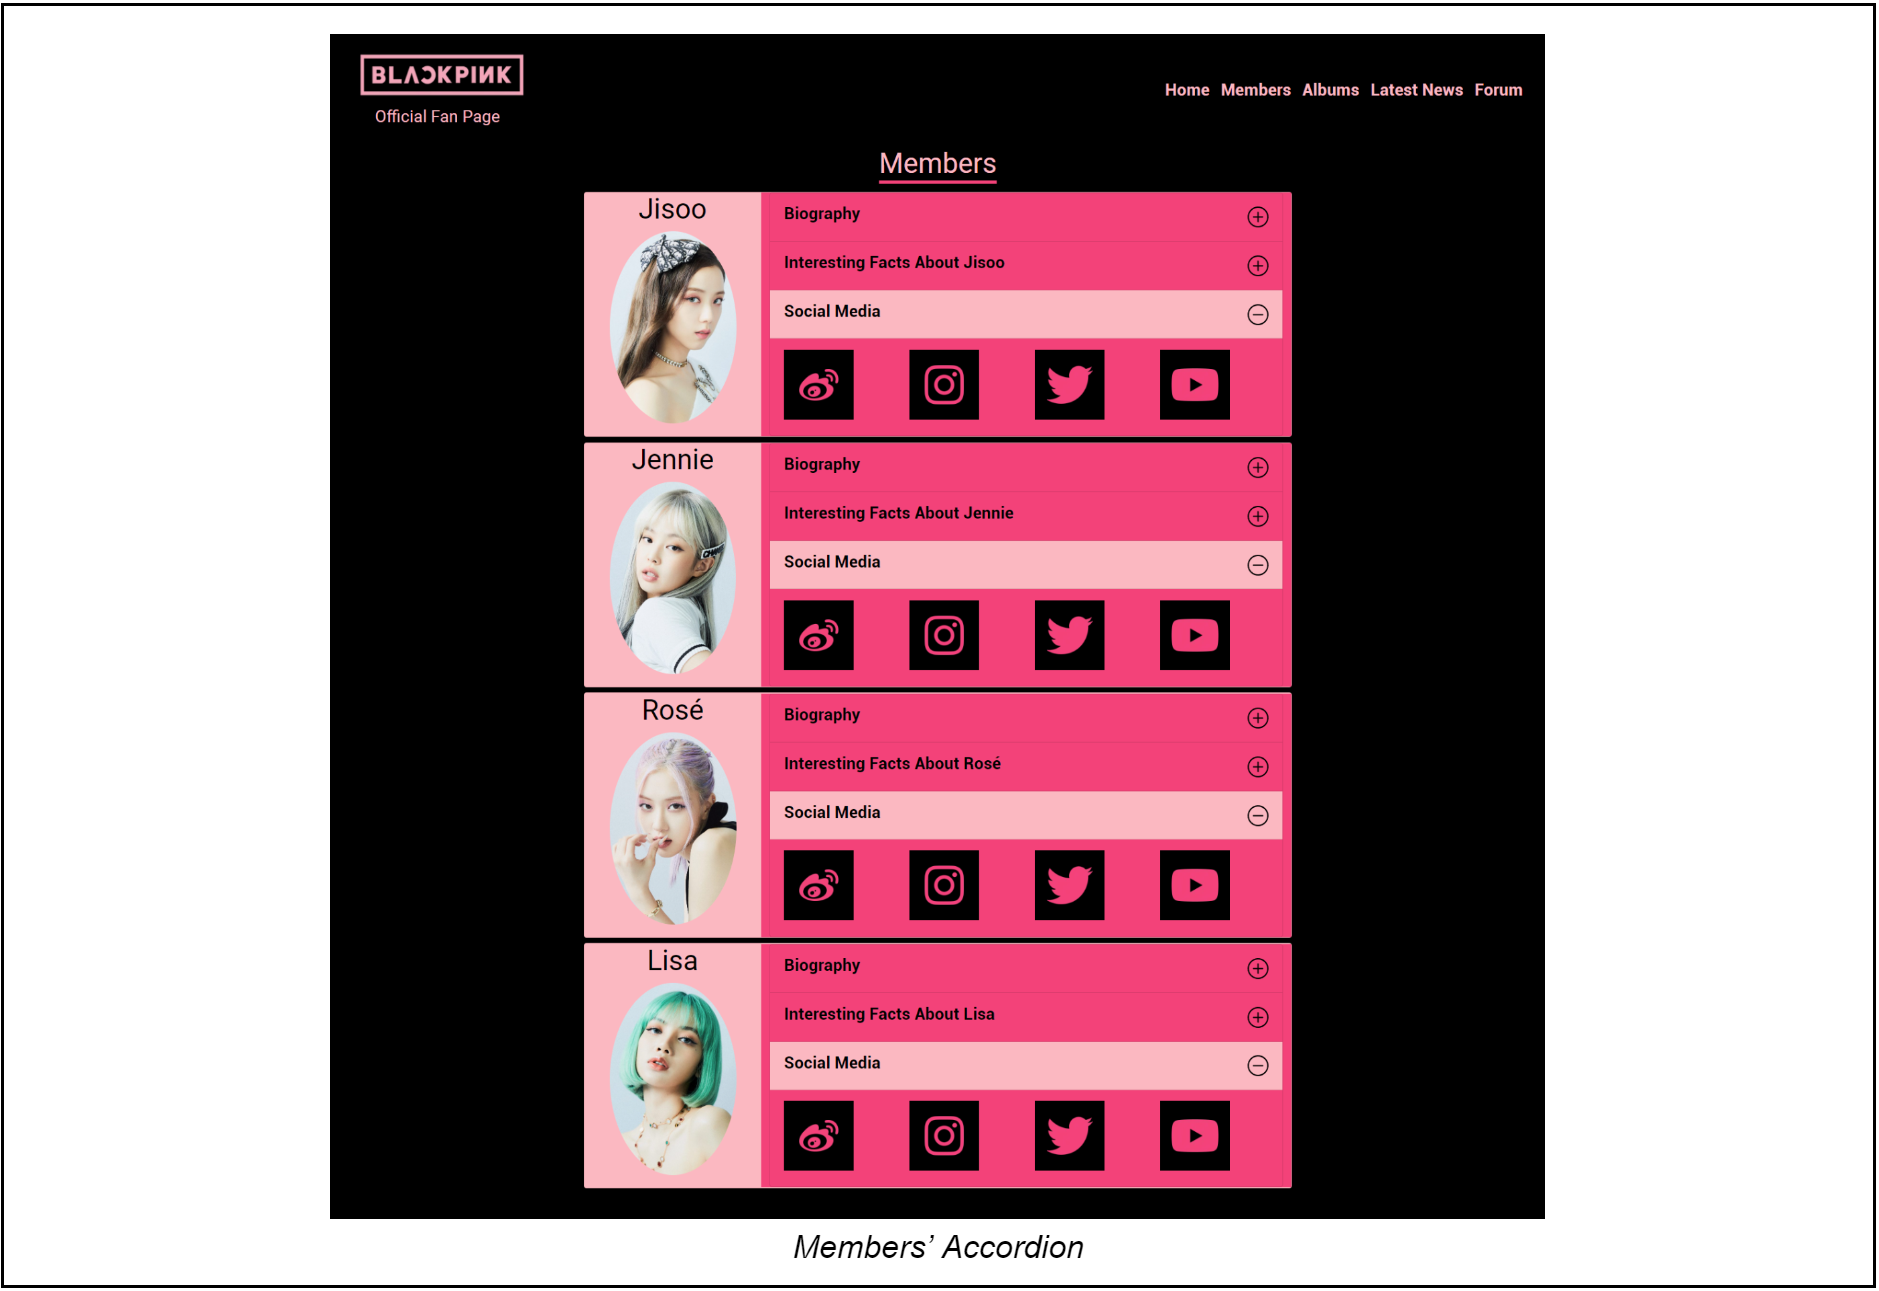 BLACKPINK
Official Fan Page
Home Members Albums Latest News Forum
Members
Jisoo
Biography
Interesting Facts About Jisoo
Social Media
Jennie
Biography
Interesting Facts About Jennie
Social Media
Rosé
Biography
Interesting Facts About Rosé
Social Media
Lisa
Biography
Interesting Facts About Lisa
Social Media
Members’ Accordion